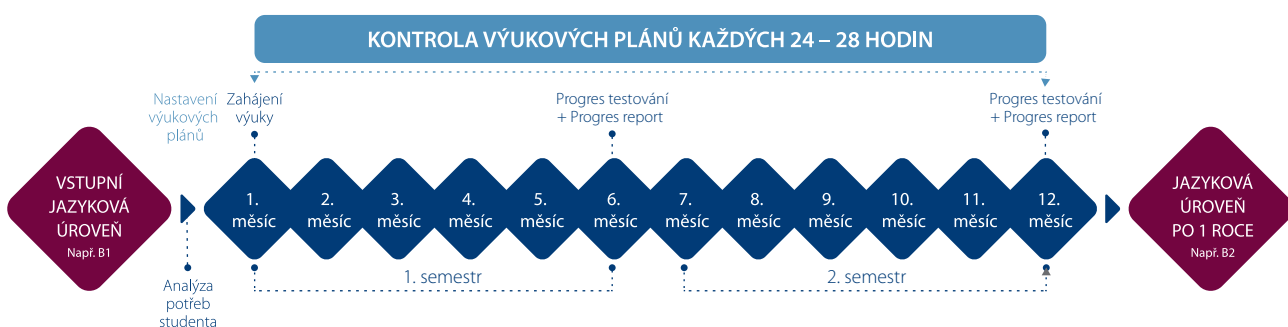 KONTROLA VÝUKOVÝCH PLÁNŮ KAŽDÝCH 24 – 28 HODIN
Nastavení
výukových
plánů
Zahájení
výuky
Progres testování
+ Progres report
Progres testování
+ Progres report
VSTUPNÍ
JAZYKOVÁ
ÚROVEŇ
Např. B1
1.
měsíc
2.
měsíc
3.
měsíc
4.
měsíc
5.
měsíc
6.
měsíc
7.
měsíc
8.
měsíc
9.
měsíc
10.
měsíc
11.
měsíc
12.
měsíc
JAZYKOVÁ
ÚROVEŇ
PO 1 ROCE
Např. B2
Analýza
potřeb
studenta
1. semestr
2. semestr